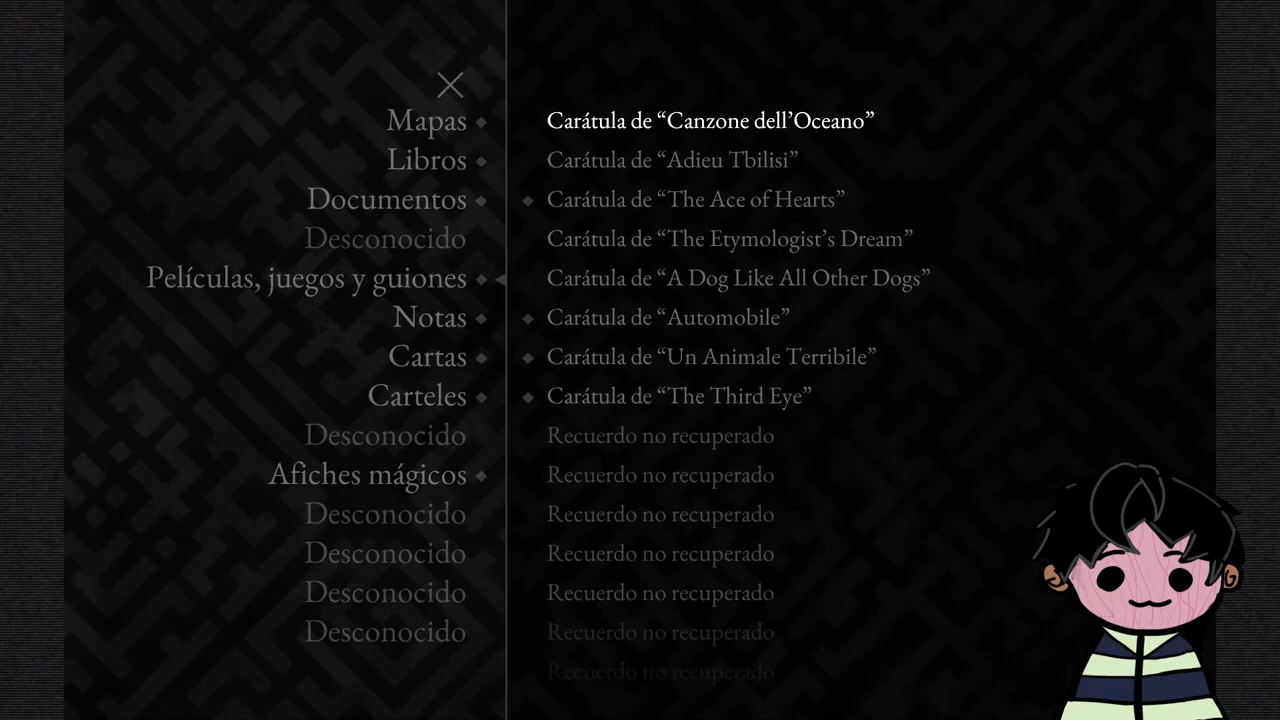 Mapas
Libros
Documentos
Desconocido
Películas, juegos y guiones
Notas
Cartas
Carteles
Desconocido
Afiches mágicos
Desconocido
Desconocido
Desconocido
Desconocido
Carátula de “Canzone dell’Oceano”
Carátula de “Adieu Tbilisi”
Carátula de “The Ace of Hearts”
Carátula de “The Etymologist’s Dream”
Carátula de “A Dog Like All Other Dogs”
Carátula de “Automobile”
Carátula de “Un Animale Terribile”
Carátula de “The Third Eye”
Recuerdo no recuperado
Recuerdo no recuperado
Recuerdo no recuperado
Recuerdo no recuperado
Recuerdo no recuperado
Recuerdo no recuperado
Recuerdo no recuperado